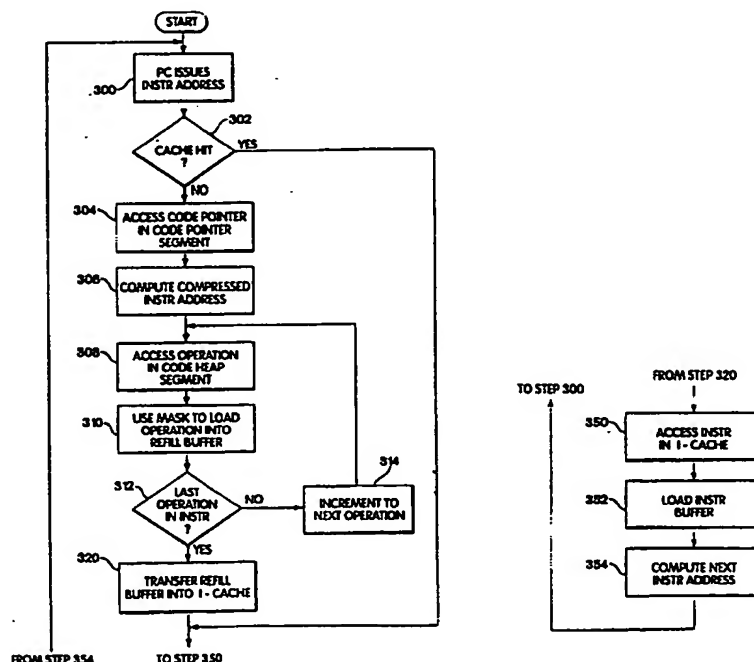 START
PC ISSUES
INSTR ADDRESS
300
302
CACHE HIT
?
YES
NO
304
ACCESS CODE POINTER
IN CODE POINTER
SEGMENT
306
COMPUTE COMPRESSED
INSTR ADDRESS
308
ACCESS OPERATION
IN CODE HEAP
SEGMENT
310
USE MASK TO LOAD
OPERATION INTO
REFILL BUFFER
312
LAST
OPERATION
IN INSTR
?
NO
314
INCREMENT TO
NEXT OPERATION
YES
320
TRANSFER REFILL
BUFFER INTO I - CACHE
FROM STEP 354
TO STEP 350
TO STEP 300
FROM STEP 320
350
ACCESS INSTR
IN I - CACHE
352
LOAD INSTR
BUFFER
354
COMPUTE NEXT
INSTR ADDRESS